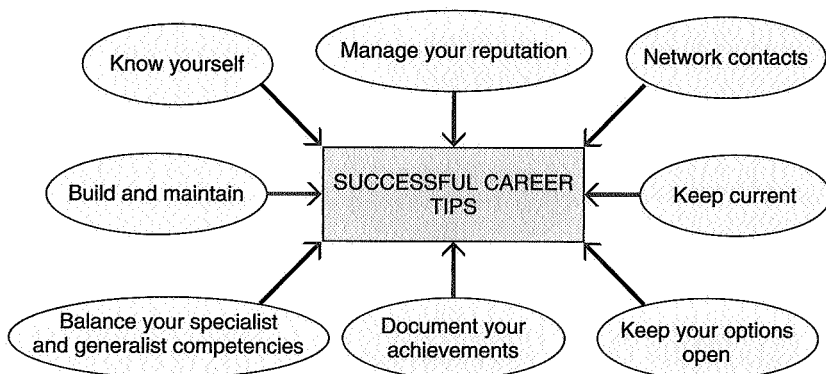 Manage your reputation
Know yourself
Network contacts
SUCCESSFUL CAREER
TIPS
Build and maintain
Keep current
Balance your specialist
and generalist competencies
Document your
achievements
Keep your options
open